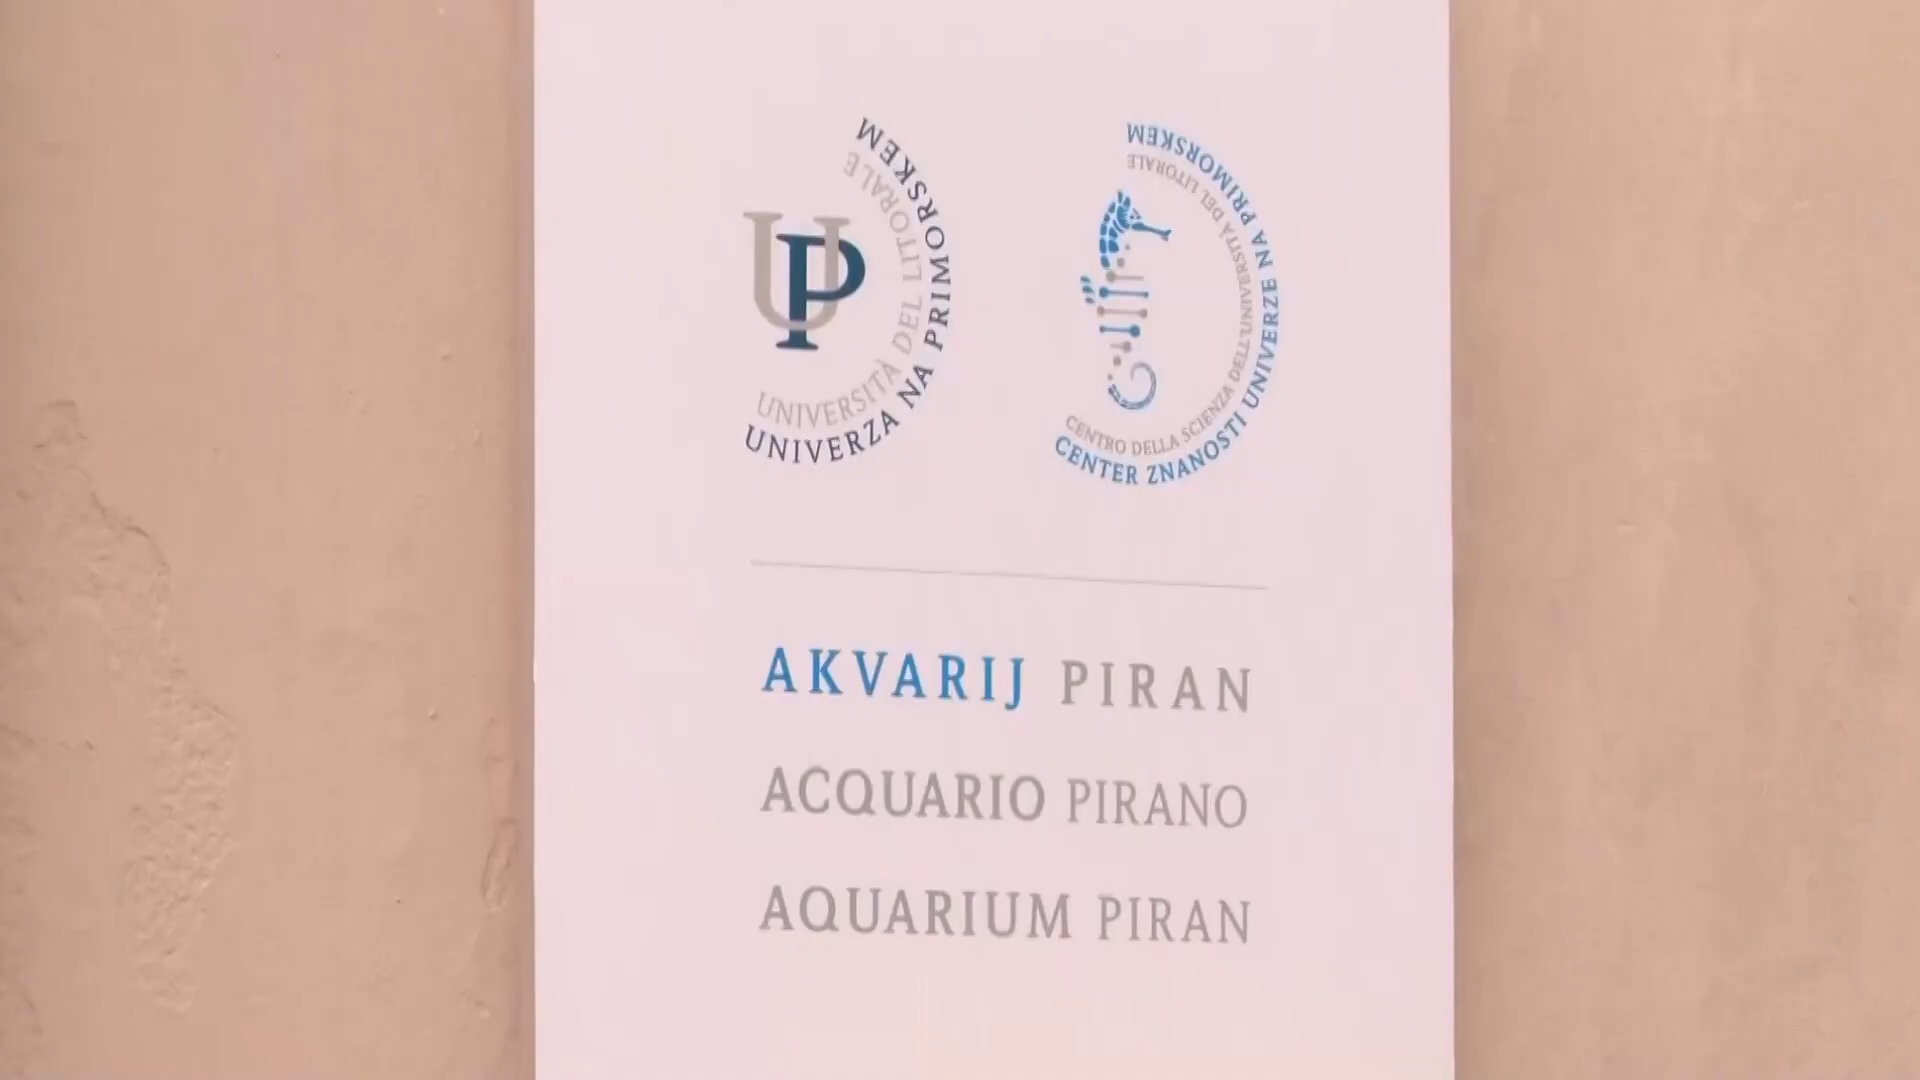 UP
UNIVERZA NA PRIMORSKEM
UNIVERSITÀ DEL LITORALE
CENTER ZNANOSTI UNIVERZE NA PRIMORSKEM
CENTRO DELLA SCIENZA DELL'UNIVERSITÀ DEL LITORALE
AKVARIJ PIRAN
ACQUARIO PIRANO
AQUARIUM PIRAN